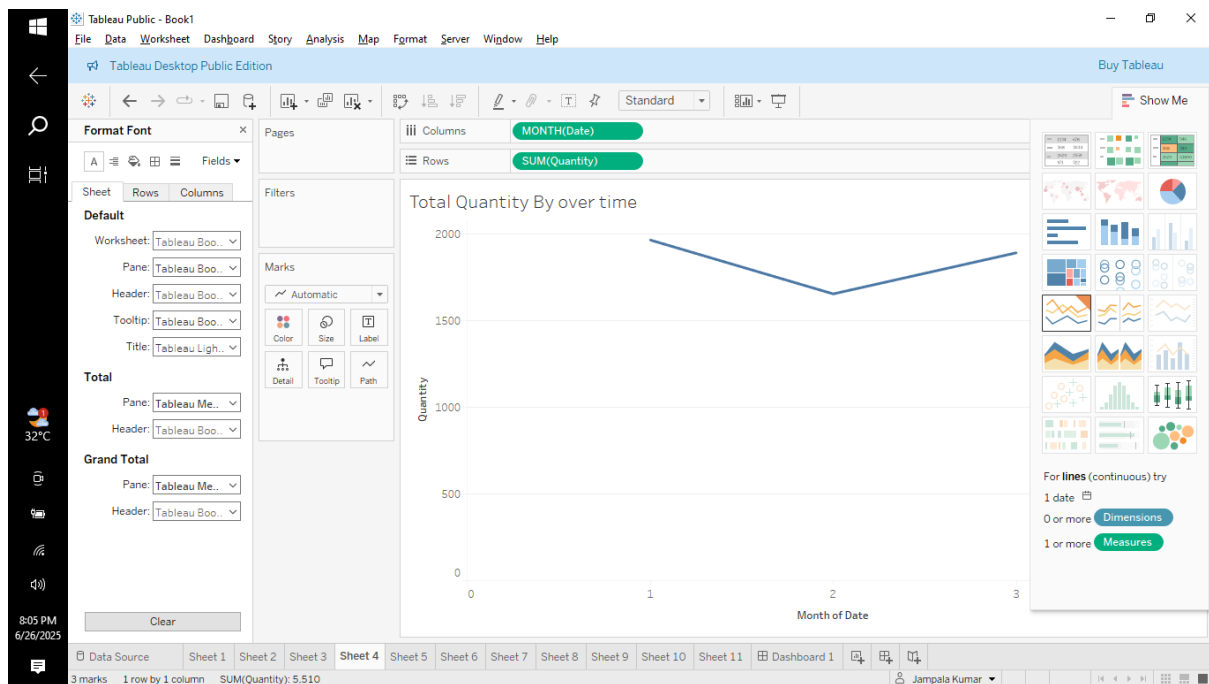 Tableau Public - Book1
File Data Worksheet Dashboard Story Analysis Map Format Server Window Help
Tableau Desktop Public Edition
Buy Tableau
Standard
Show Me
Format Font
Fields
Sheet Rows Columns
Default
Worksheet: Tableau Boo..
Pane: Tableau Boo..
Header: Tableau Boo..
Tooltip: Tableau Boo..
Title: Tableau Ligh..
Total
Pane: Tableau Me..
Header: Tableau Boo..
Grand Total
Pane: Tableau Me..
Header: Tableau Boo..
Clear
Pages
Filters
Marks
Automatic
Color Size Label
Detail Tooltip Path
Columns MONTH(Date)
Rows SUM(Quantity)
Total Quantity By over time
2000
1500
1000
500
0
Quantity
0 1 2 3
Month of Date
For lines (continuous) try
1 date
0 or more Dimensions
1 or more Measures
32°C
8:05 PM
6/26/2025
Data Source Sheet 1 Sheet 2 Sheet 3 Sheet 4 Sheet 5 Sheet 6 Sheet 7 Sheet 8 Sheet 9 Sheet 10 Sheet 11 Dashboard 1
3 marks 1 row by 1 column SUM(Quantity): 5,510
Jampala Kumar